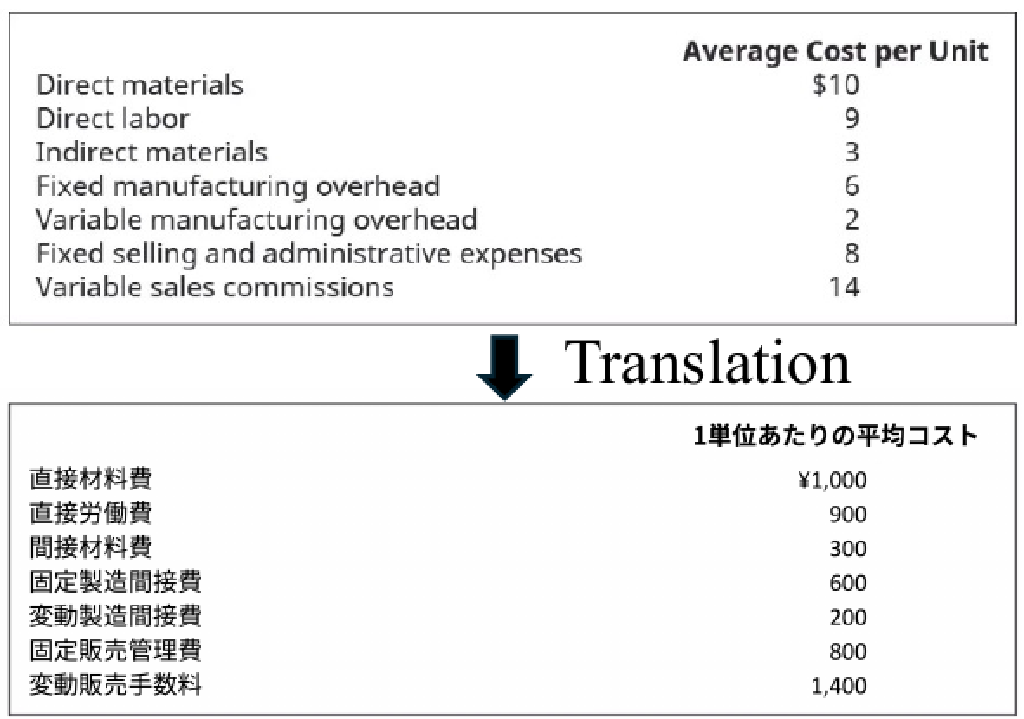 Average Cost per Unit
Direct materials $10
Direct labor 9
Indirect materials 3
Fixed manufacturing overhead 6
Variable manufacturing overhead 2
Fixed selling and administrative expenses 8
Variable sales commissions 14
Translation
1単位あたりの平均コスト
直接材料費 ¥1,000
直接労働費 900
間接材料費 300
固定製造間接費 600
変動製造間接費 200
固定販売管理費 800
変動販売手数料 1,400